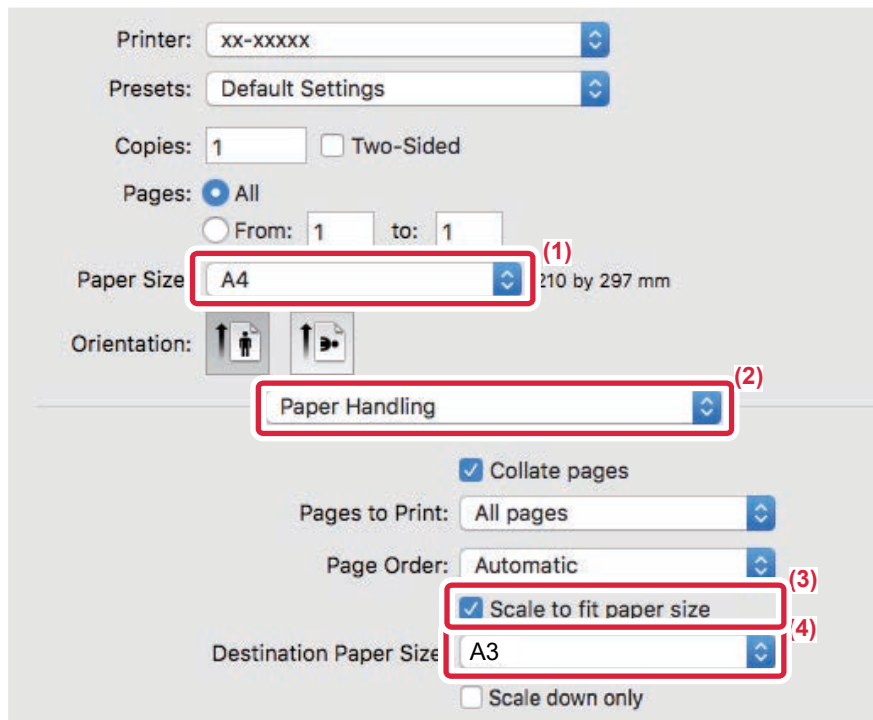 Printer: xx-xxxxx
Presets: Default Settings
Copies: 1 Two-Sided
Pages: All
From: 1 to: 1
(1)
Paper Size A4 210 by 297 mm
Orientation:
(2)
Paper Handling
Collate pages
Pages to Print: All pages
Page Order: Automatic
(3)
Scale to fit paper size
(4)
Destination Paper Size A3
Scale down only